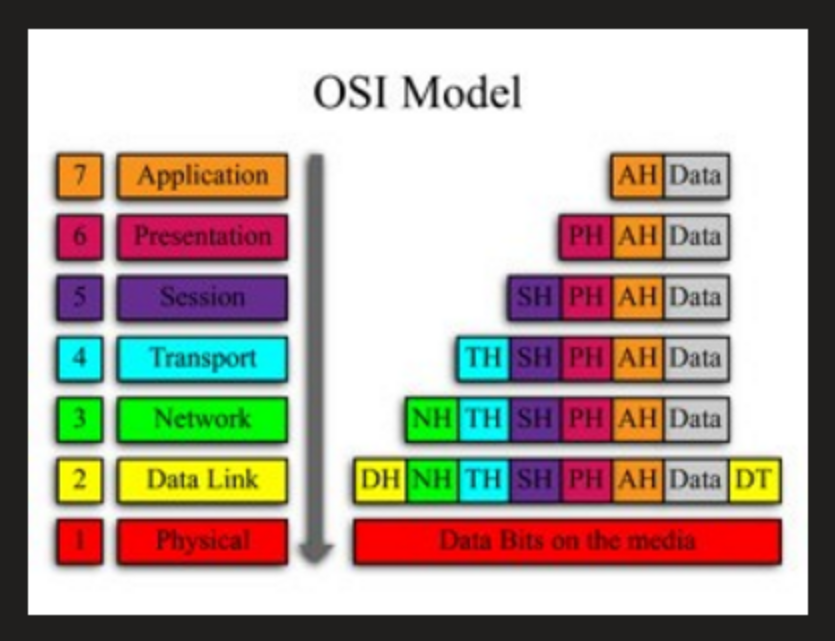 OSI Model
7 Application AH Data
6 Presentation PH AH Data
5 Session SH PH AH Data
4 Transport TH SH PH AH Data
3 Network NH TH SH PH AH Data
2 Data Link DH NH TH SH PH AH Data DT
1 Physical Data Bits on the media